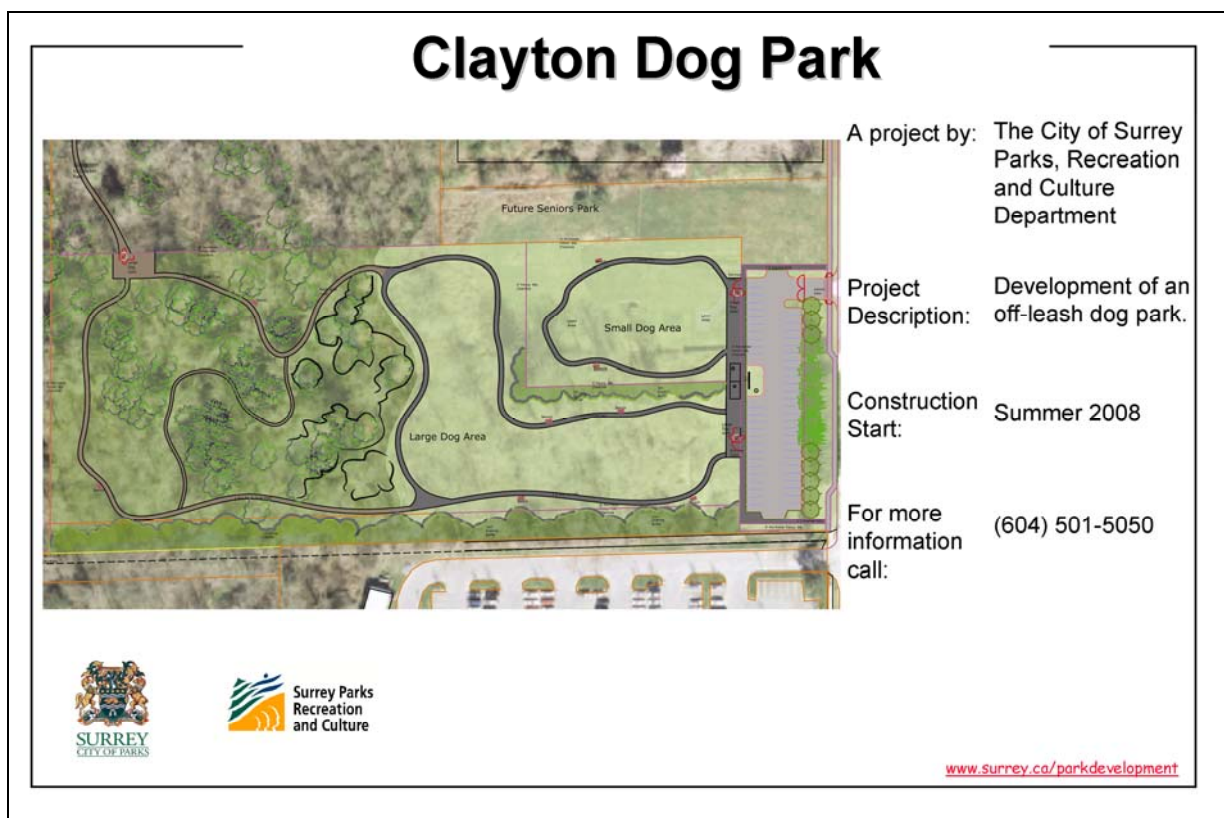 Clayton Dog Park
A project by:
The City of Surrey
Parks, Recreation
and Culture
Department
Project
Description:
Development of an
off-leash dog park.
Construction
Start:
Summer 2008
For more
information
call:
(604) 501-5050
Future Seniors Park
Small Dog Area
Large Dog Area
SURREY
CITY OF PARKS
Surrey Parks
Recreation
and Culture
www.surrey.ca/parkdevelopment